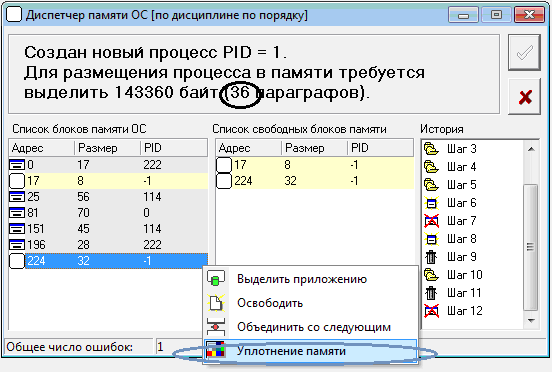 Диспетчер памяти ОС [по дисциплине по порядку]
Создан новый процесс PID = 1.
Для размещения процесса в памяти требуется
выделить 143360 байт (36 параграфов).
Список блоков памяти ОС
Адрес Размер PID
0 17 222
17 8 -1
25 56 114
81 70 0
151 45 114
196 28 222
224 32 -1
Список свободных блоков памяти
Адрес Размер PID
17 8 -1
224 32 -1
История
Шаг 3
Шаг 4
Шаг 5
Шаг 6
Шаг 7
Шаг 8
Шаг 9
Шаг 10
Шаг 11
Шаг 12
Выделить приложению
Освободить
Объединить со следующим
Уплотнение памяти
Общее число ошибок: 1